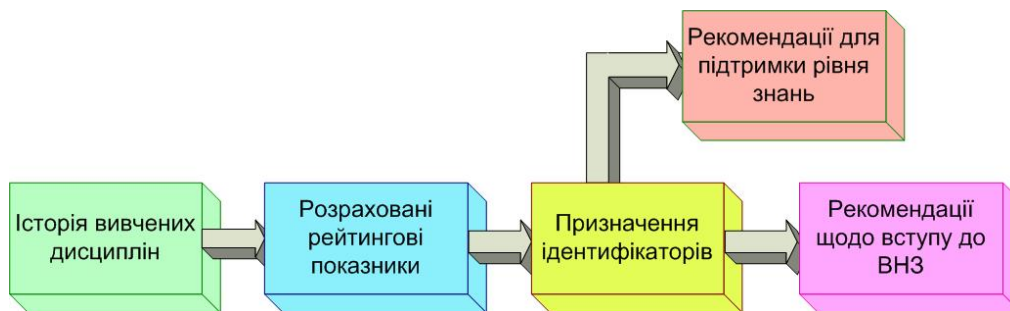 Рекомендації для
підтримки рівня
знань
Історія вивчених
дисциплін
Розраховані
рейтингові
показники
Призначення
ідентифікаторів
Рекомендації
щодо вступу до
ВНЗ